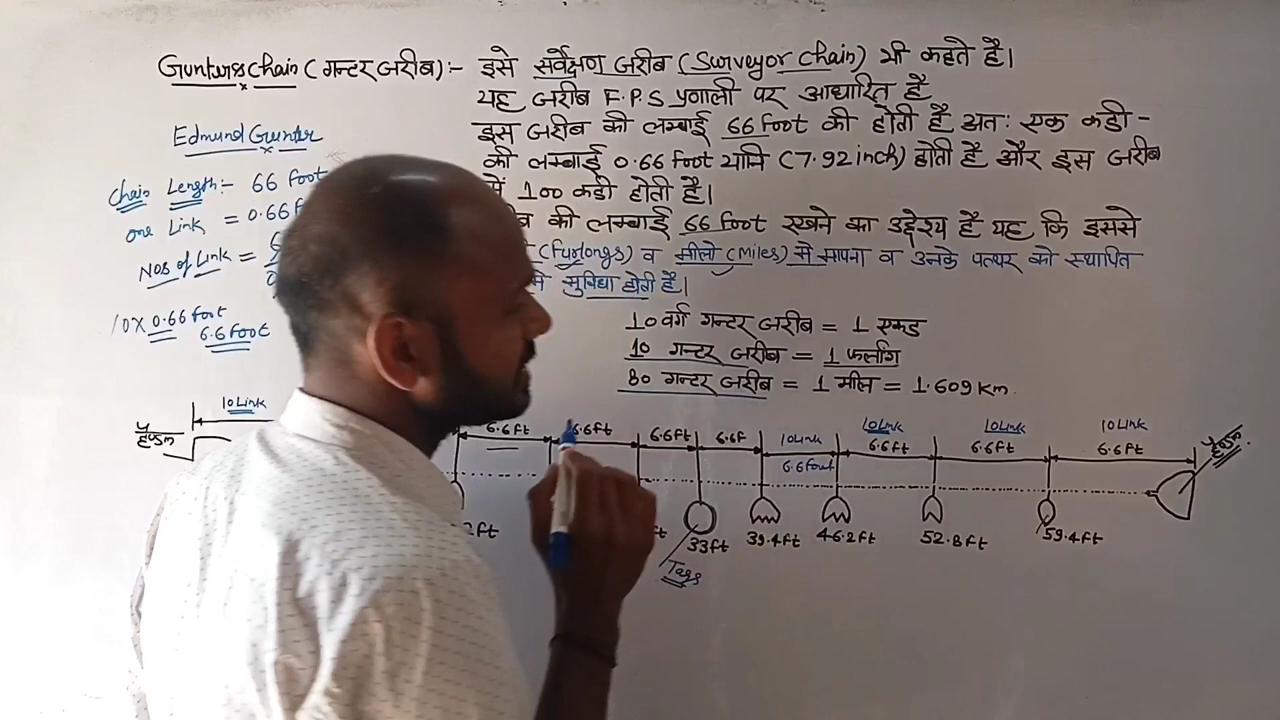 Gunter's Chain (गन्टर जरीब) :- इसे सर्वेक्षण जरीब (Surveyor Chain) भी कहते है।
यह जरीब F.P.S प्रणाली पर आधारित है
इस जरीब की लम्बाई 66 foot की होती है अतः एक कडी-
की लम्बाई 0.66 foot यानि (7.92 inch) होती है और इस जरीब
में 100 कडी होती है।
की लम्बाई 66 foot रखने का उद्देश्य है यह कि इससे
(Furlongs) व मीलो (Miles) से मापना व उनके पत्थर को स्थापित
सुविधा होती है।
10 वर्ग गन्टर जरीब = 1 एकड
10 गन्टर जरीब = 1 फर्लांग
80 गन्टर जरीब = 1 मील = 1.609 Km.
Edmund Gunter
Chain Length:- 66 foot
one Link = 0.66 f
Nos of Link =
10 x 0.66 foot
6.6 foot
10 Link
6.6 ft 6.6 ft 6.6 ft 6.6 f 10 Link 10 Link 10 Link 10 Link
6.6 foot 6.6 ft 6.6 ft 6.6 ft
2 ft ft 33 ft 39.4 ft 46.2 ft 52.8 ft 59.4 ft
Tags